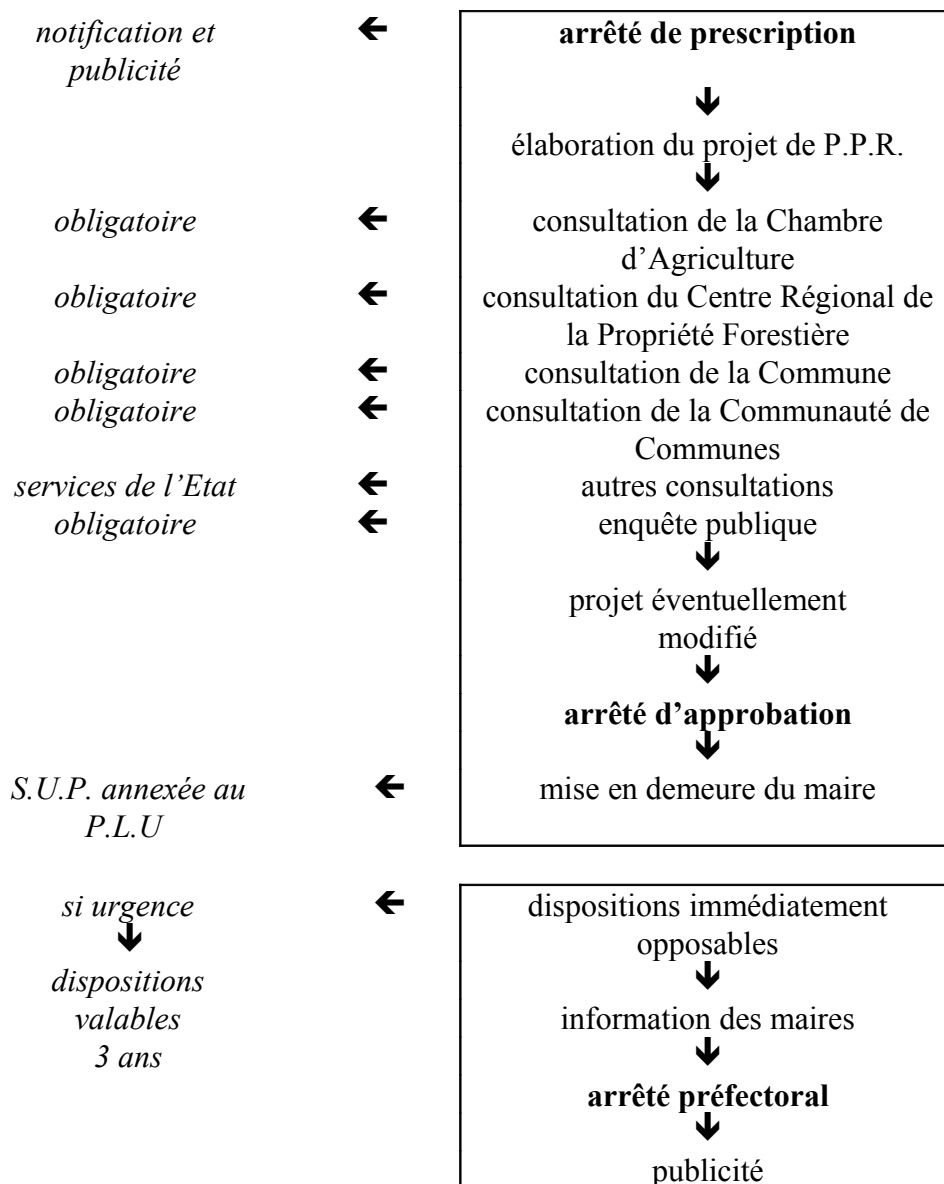 notification et
publicité
arrêté de prescription
élaboration du projet de P.P.R.
obligatoire
consultation de la Chambre
d’Agriculture
obligatoire
consultation du Centre Régional de
la Propriété Forestière
obligatoire
consultation de la Commune
obligatoire
consultation de la Communauté de
Communes
services de l’Etat
autres consultations
obligatoire
enquête publique
projet éventuellement
modifié
arrêté d’approbation
S.U.P. annexée au
P.L.U
mise en demeure du maire
si urgence
dispositions
valables
3 ans
dispositions immédiatement
opposables
information des maires
arrêté préfectoral
publicité